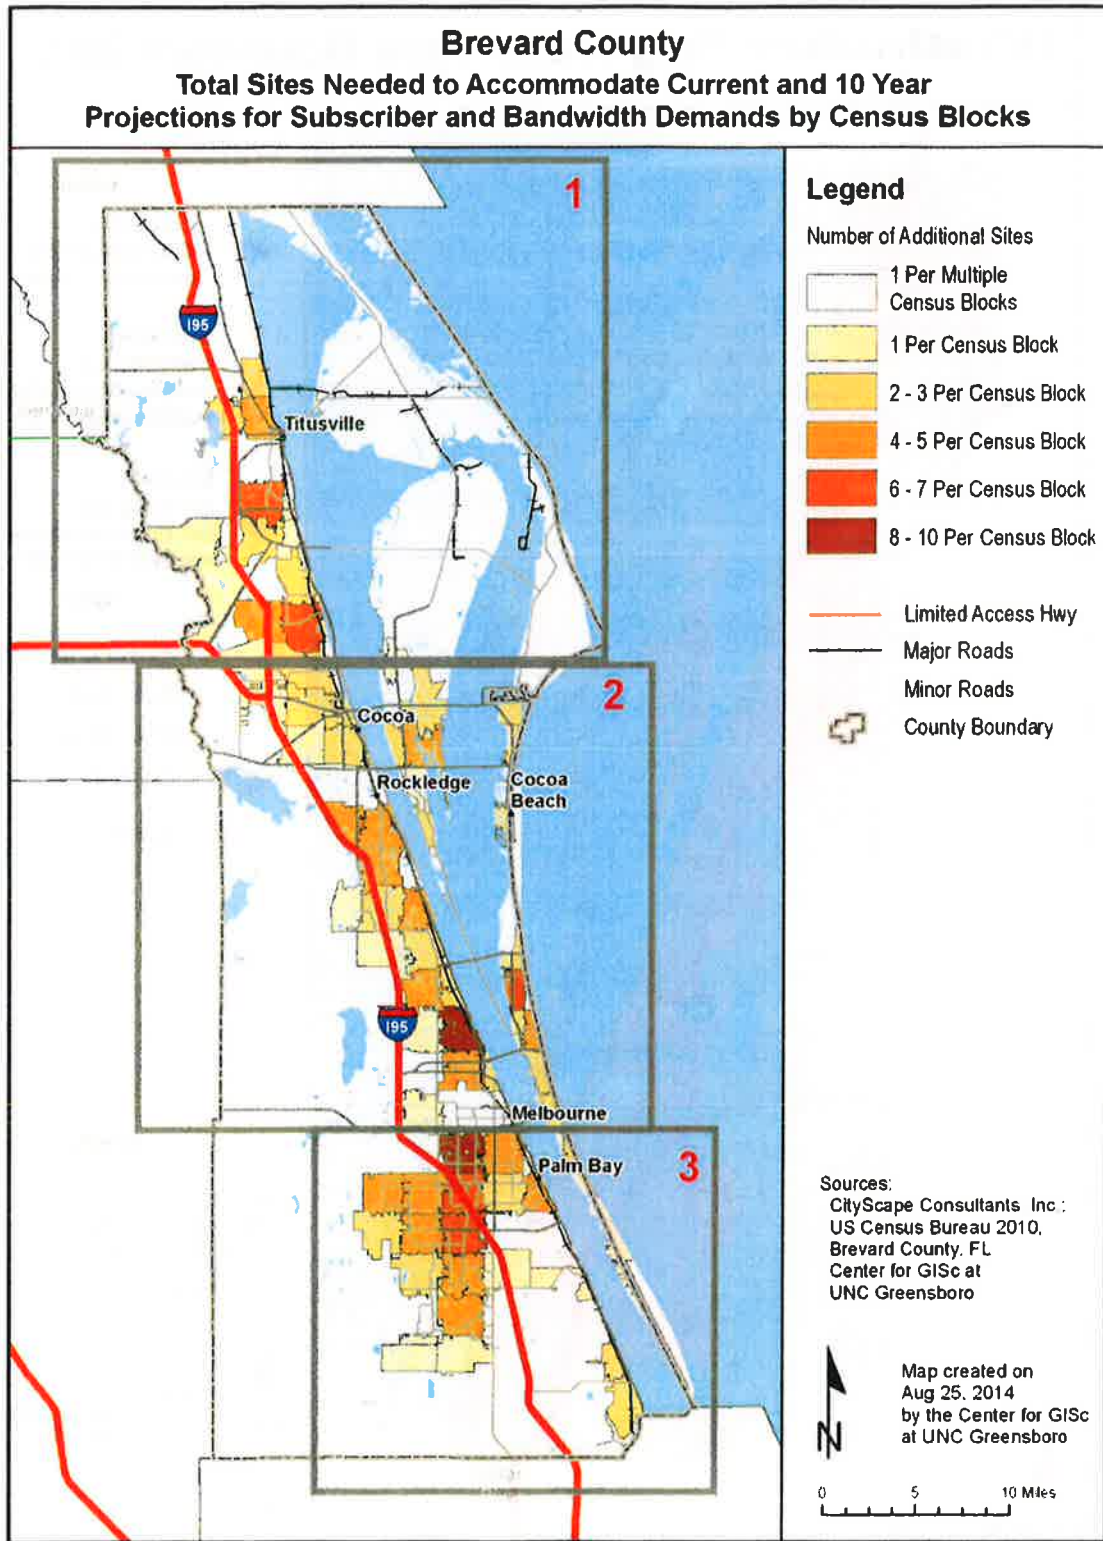 Brevard County
Total Sites Needed to Accommodate Current and 10 Year
Projections for Subscriber and Bandwidth Demands by Census Blocks
1
I95
Titusville
2
Cocoa
Rockledge
Cocoa
Beach
I95
Melbourne
3
Palm Bay
Legend
Number of Additional Sites
1 Per Multiple
Census Blocks
1 Per Census Block
2 - 3 Per Census Block
4 - 5 Per Census Block
6 - 7 Per Census Block
8 - 10 Per Census Block
Limited Access Hwy
Major Roads
Minor Roads
County Boundary
Sources:
CityScape Consultants Inc :
US Census Bureau 2010,
Brevard County, FL
Center for GISc at
UNC Greensboro
Map created on
Aug 25, 2014
by the Center for GISc
at UNC Greensboro
N
0 5 10 Miles